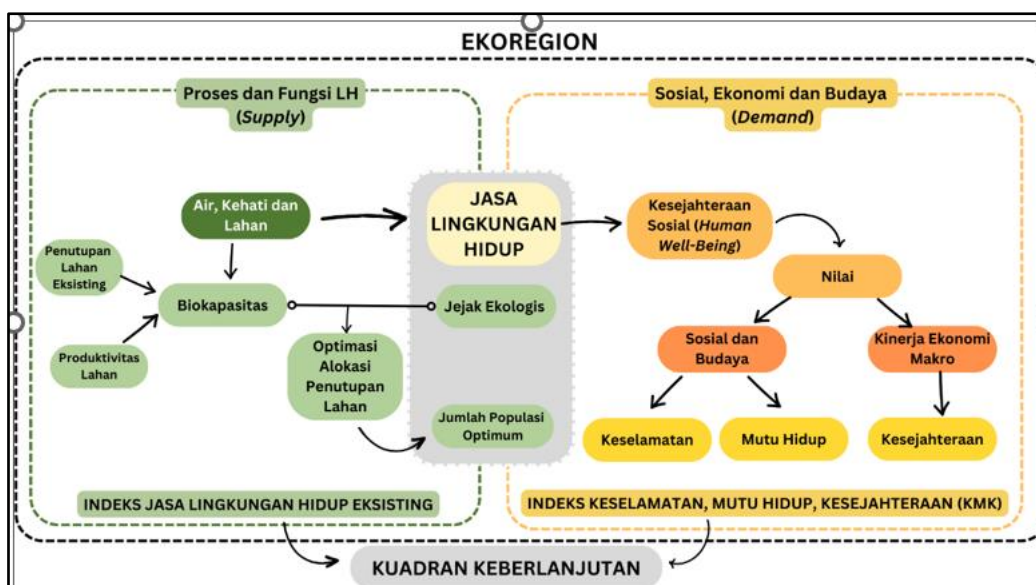 EKOREGION
Proses dan Fungsi LH
(Supply)
Sosial, Ekonomi dan Budaya
(Demand)
Air, Kehati dan
Lahan
JASA
LINGKUNGAN
HIDUP
Kesejahteraan
Sosial (Human
Well-Being)
Penutupan
Lahan
Eksisting
Nilai
Biokapasitas
Jejak Ekologis
Produktivitas
Lahan
Optimasi
Alokasi
Penutupan
Lahan
Sosial dan
Budaya
Kinerja Ekonomi
Makro
Jumlah Populasi
Optimum
Keselamatan
Mutu Hidup
Kesejahteraan
INDEKS JASA LINGKUNGAN HIDUP EKSISTING
INDEKS KESELAMATAN, MUTU HIDUP, KESEJAHTERAAN (KMK)
KUADRAN KEBERLANJUTAN